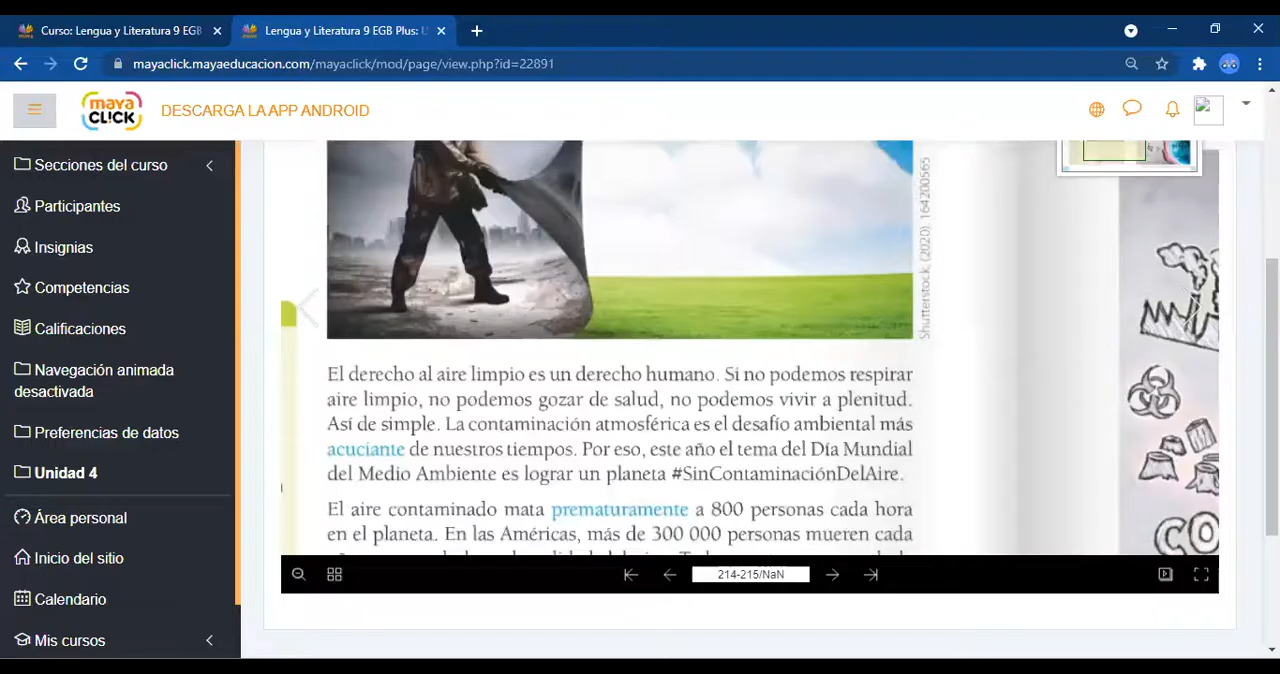 Curso: Lengua y Literatura 9 EGB
Lengua y Literatura 9 EGB Plus: U
mayaclick.mayaeducacion.com/mayaclick/mod/page/view.php?id=22891
maya
CL!CK
DESCARGA LA APP ANDROID
Secciones del curso
Participantes
Insignias
Competencias
Calificaciones
Navegación animada
desactivada
Preferencias de datos
Unidad 4
Área personal
Inicio del sitio
Calendario
Mis cursos
Shutterstock, (2020). 164200565
El derecho al aire limpio es un derecho humano. Si no podemos respirar
aire limpio, no podemos gozar de salud, no podemos vivir a plenitud.
Así de simple. La contaminación atmosférica es el desafío ambiental más
acuciante de nuestros tiempos. Por eso, este año el tema del Día Mundial
del Medio Ambiente es lograr un planeta #SinContaminaciónDelAire.
El aire contaminado mata prematuramente a 800 personas cada hora
en el planeta. En las Américas, más de 300 000 personas mueren cada
CO
214-215/NaN